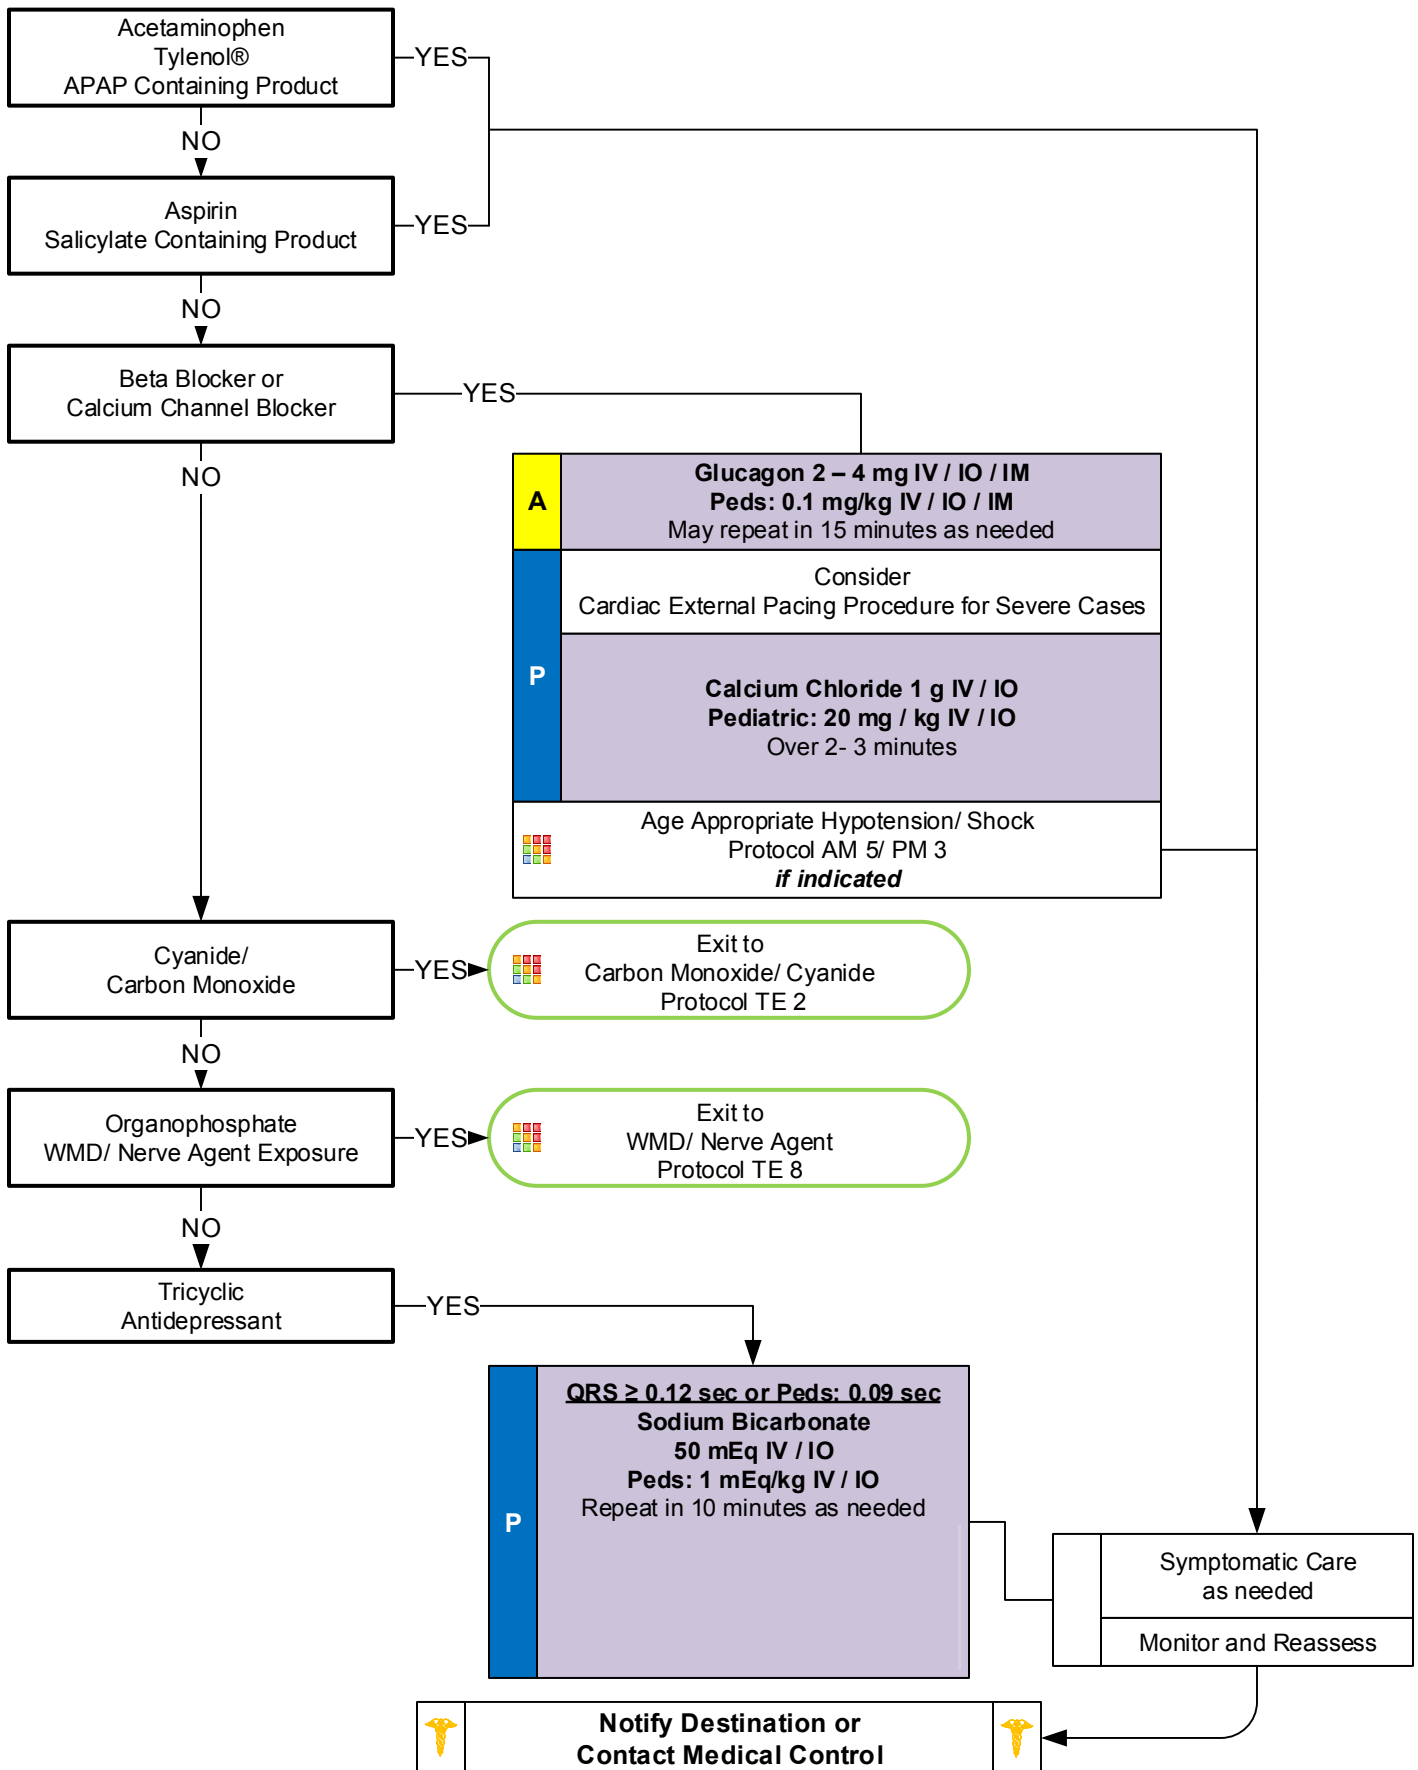 Acetaminophen
Tylenol®
APAP Containing Product
YES
NO
Aspirin
Salicylate Containing Product
YES
NO
Beta Blocker or
Calcium Channel Blocker
YES
NO
A
Glucagon 2 – 4 mg IV / IO / IM
Peds: 0.1 mg/kg IV / IO / IM
May repeat in 15 minutes as needed
P
Consider
Cardiac External Pacing Procedure for Severe Cases
Calcium Chloride 1 g IV / IO
Pediatric: 20 mg / kg IV / IO
Over 2- 3 minutes
Age Appropriate Hypotension/ Shock
Protocol AM 5/ PM 3
if indicated
Cyanide/
Carbon Monoxide
YES
Exit to
Carbon Monoxide/ Cyanide
Protocol TE 2
NO
Organophosphate
WMD/ Nerve Agent Exposure
YES
Exit to
WMD/ Nerve Agent
Protocol TE 8
NO
Tricyclic
Antidepressant
YES
P
QRS ≥ 0.12 sec or Peds: 0.09 sec
Sodium Bicarbonate
50 mEq IV / IO
Peds: 1 mEq/kg IV / IO
Repeat in 10 minutes as needed
Symptomatic Care
as needed
Monitor and Reassess
Notify Destination or
Contact Medical Control